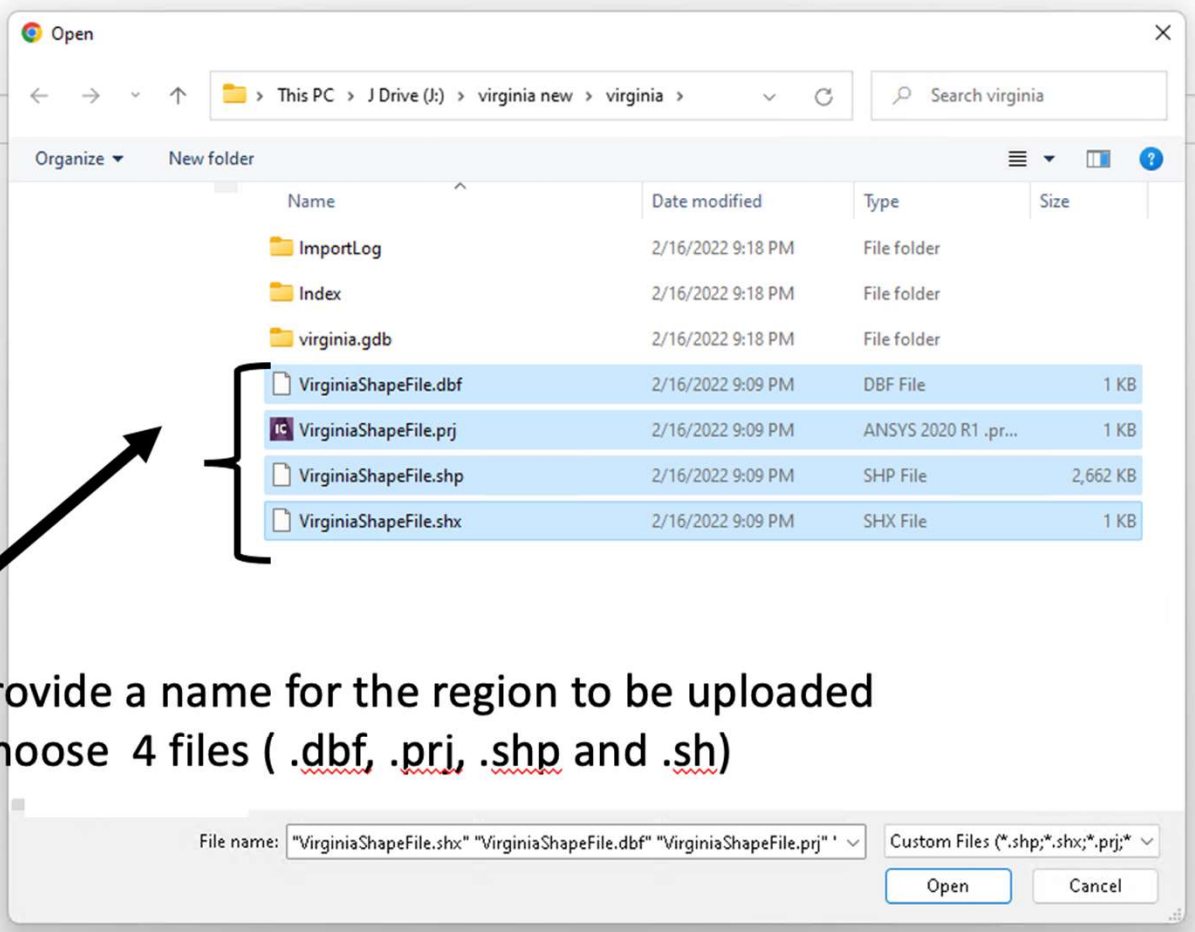 Open
This PC > J Drive (J:) > virginia new > virginia >
Search virginia
Organize
New folder
Name Date modified Type Size
ImportLog 2/16/2022 9:18 PM File folder
Index 2/16/2022 9:18 PM File folder
virginia.gdb 2/16/2022 9:18 PM File folder
VirginiaShapeFile.dbf 2/16/2022 9:09 PM DBF File 1 KB
IC VirginiaShapeFile.prj 2/16/2022 9:09 PM ANSYS 2020 R1 .pr... 1 KB
VirginiaShapeFile.shp 2/16/2022 9:09 PM SHP File 2,662 KB
VirginiaShapeFile.shx 2/16/2022 9:09 PM SHX File 1 KB
rovide a name for the region to be uploaded
hoose 4 files ( .dbf, .prj, .shp and .sh)
File name: "VirginiaShapeFile.shx" "VirginiaShapeFile.dbf" "VirginiaShapeFile.prj" '
Custom Files (*.shp;*.shx;*.prj;*
Open
Cancel